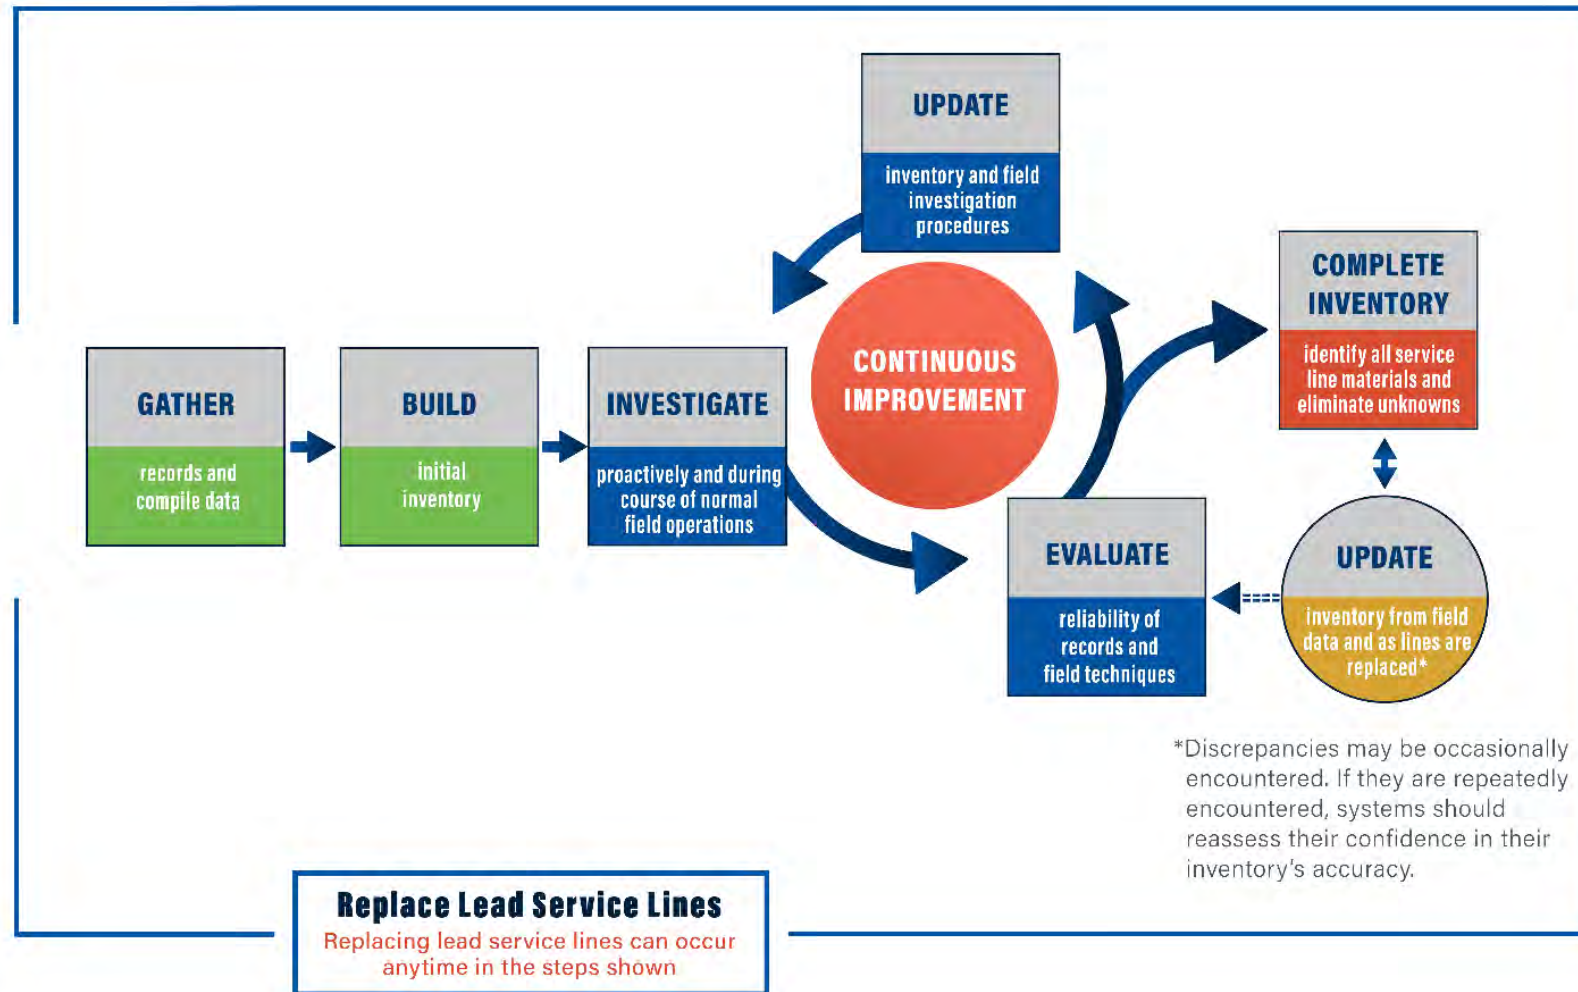 GATHER
records and
compile data
BUILD
initial
inventory
INVESTIGATE
proactively and during
course of normal
field operations
UPDATE
inventory and field
investigation
procedures
CONTINUOUS
IMPROVEMENT
EVALUATE
reliability of
records and
field techniques
COMPLETE
INVENTORY
identify all service
line materials and
eliminate unknowns
UPDATE
inventory from field
data and as lines are
replaced*
*Discrepancies may be occasionally
encountered. If they are repeatedly
encountered, systems should
reassess their confidence in their
inventory's accuracy.
Replace Lead Service Lines
Replacing lead service lines can occur
anytime in the steps shown